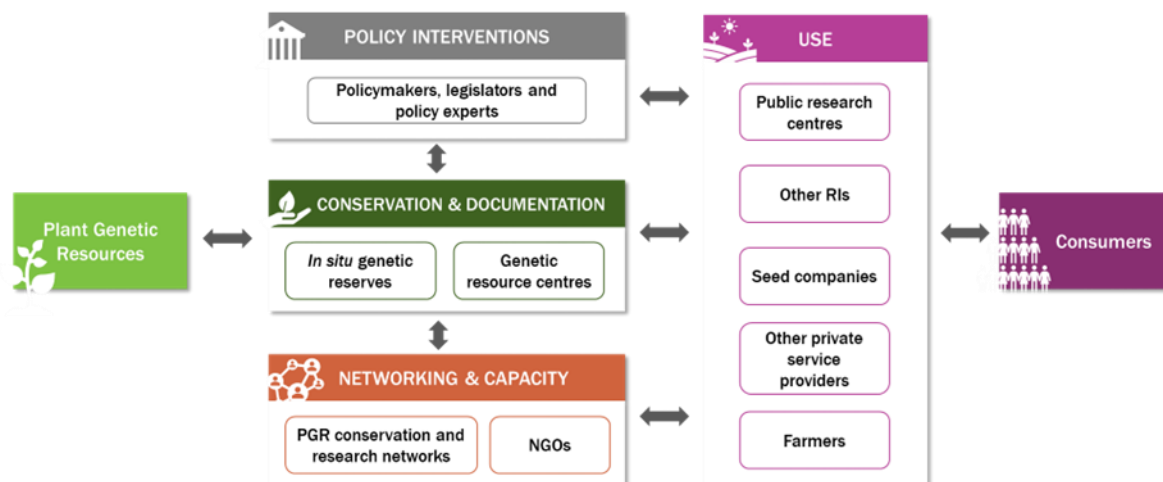 POLICY INTERVENTIONS
Policymakers, legislators and
policy experts
USE
Public research
centres
Other RIs
Seed companies
Other private
service
providers
Farmers
Plant Genetic
Resources
CONSERVATION & DOCUMENTATION
In situ genetic
reserves
Genetic
resource centres
Consumers
NETWORKING & CAPACITY
PGR conservation and
research networks
NGOs